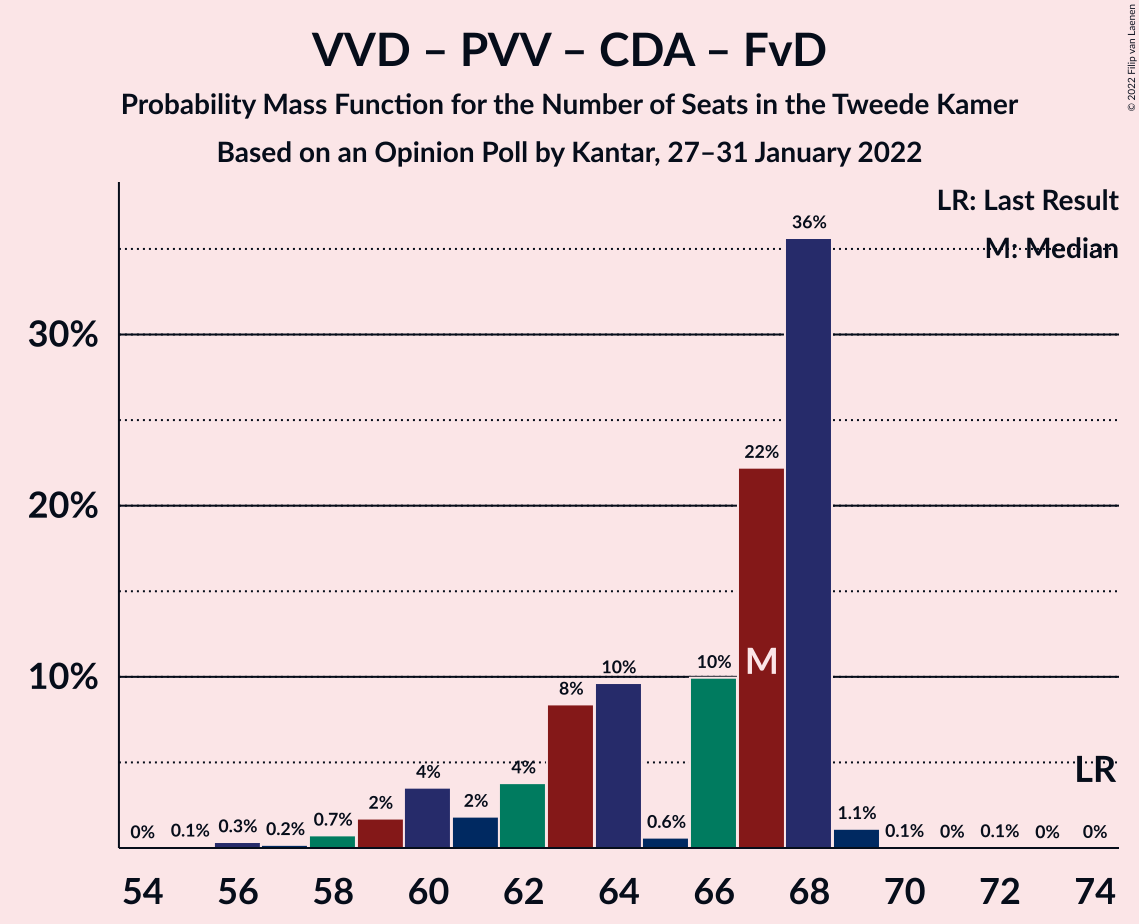 VVD – PVV – CDA – FvD
Probability Mass Function for the Number of Seats in the Tweede Kamer
Based on an Opinion Poll by Kantar, 27–31 January 2022
© 2022 Filip van Laenen
LR: Last Result
M: Median
30%
20%
10%
0%
0.1%
0.3%
0.2%
0.7%
2%
4%
2%
4%
8%
10%
0.6%
10%
22%
36%
1.1%
0.1%
0%
0.1%
0%
0%
M
LR
54 56 58 60 62 64 66 68 70 72 74